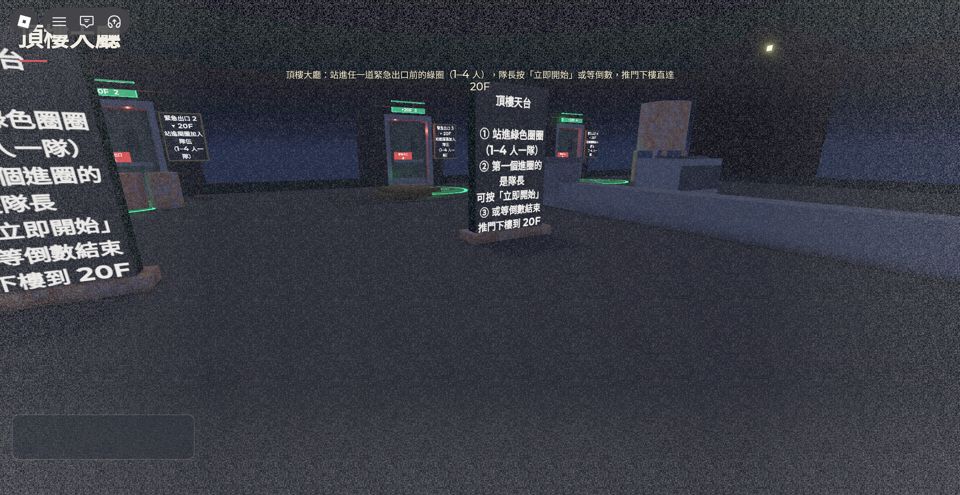 頂樓大廳
頂樓大廳：站進任一道緊急出口前的綠圈（1–4 人），隊長按「立即開始」或等倒數，推門下樓直達
20F
台
色圈圈
人一隊）
個進圈的
隊長
立即開始」
等倒數結束
下樓到 20F
緊急出口 2
▼ 20F
站進圈圈加入
隊伍
（1–4 人一
隊）
頂樓天台
① 站進綠色圈圈
（1–4 人一隊）
② 第一個進圈的
是隊長
可按「立即開始」
③ 或等倒數結束
推門下樓到 20F
緊急出口 3